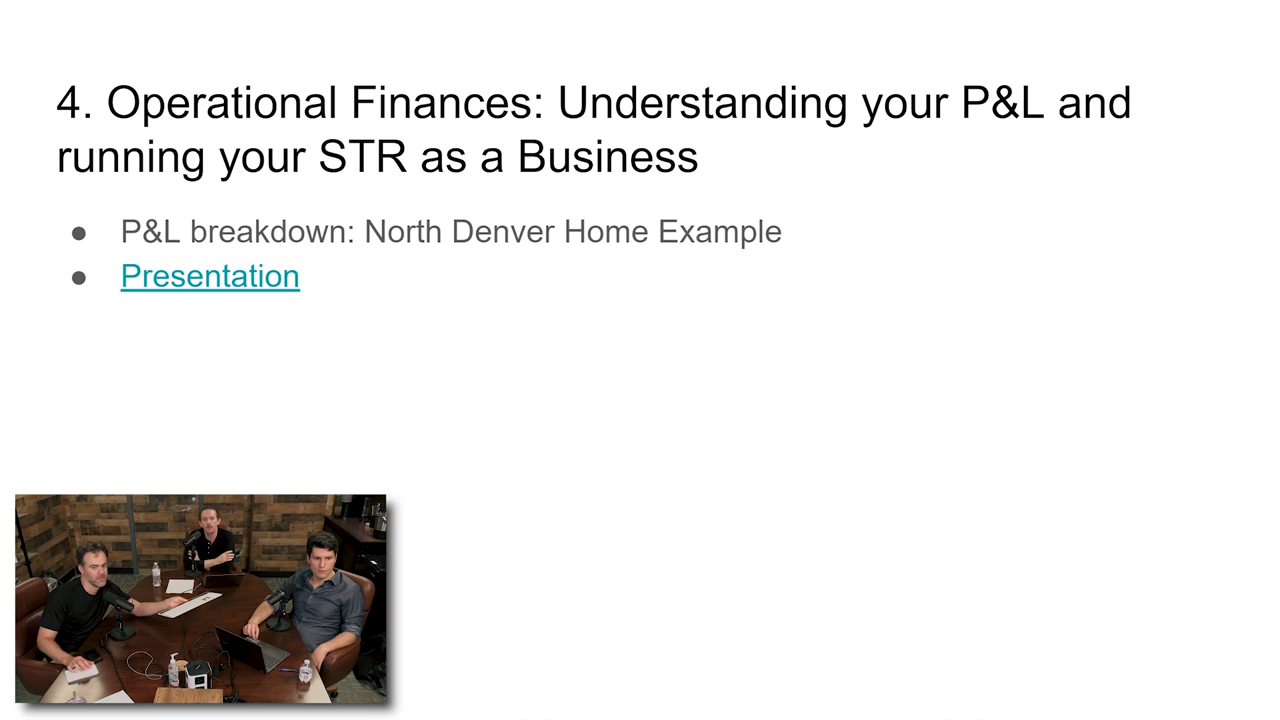 4. Operational Finances: Understanding your P&L and
running your STR as a Business
● P&L breakdown: North Denver Home Example
● Presentation